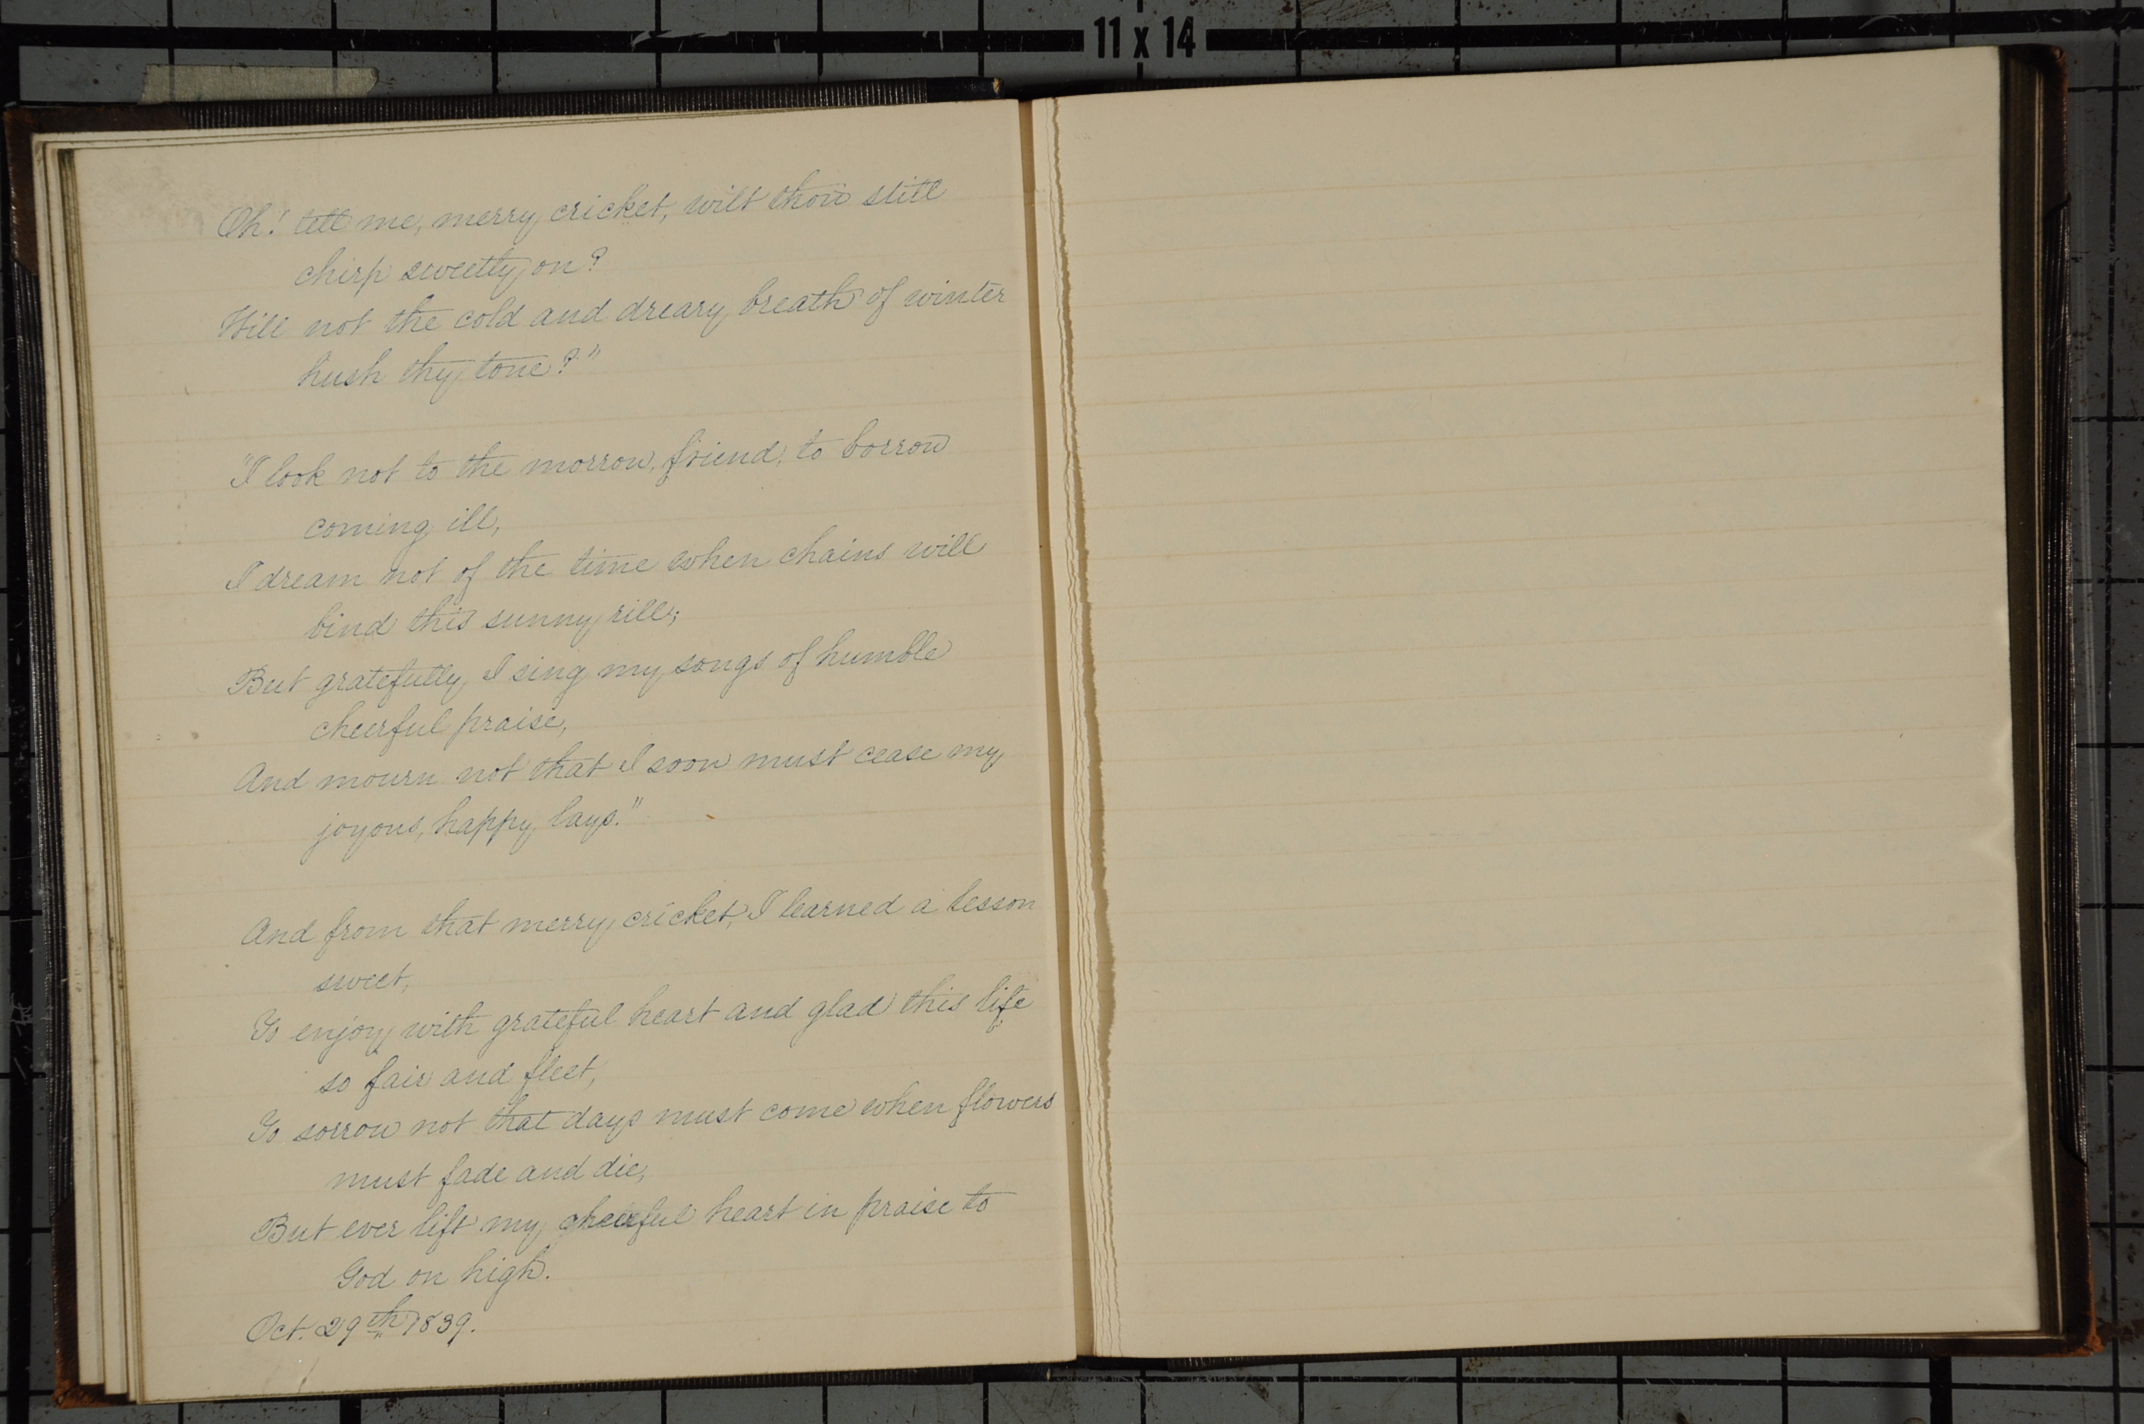 11 x 14
Oh! tell me, merry cricket, wilt thou still
chirp sweetly on?
Will not the cold and dreary breath of winter
hush thy tone?"
"I look not to the morrow, friend, to borrow
coming ill,
I dream not of the time when chains will
bind this sunny rill;
But gratefully I sing my songs of humble
cheerful praise,
And mourn not that I soon must cease my
joyous, happy lays."
And from that merry cricket, I learned a lesson
sweet,
To enjoy with grateful heart and glad this life
so fair and fleet,
To sorrow not that days must come when flowers
must fade and die,
But ever lift my cheerful heart in praise to
God on high.
Oct. 29th 1839.